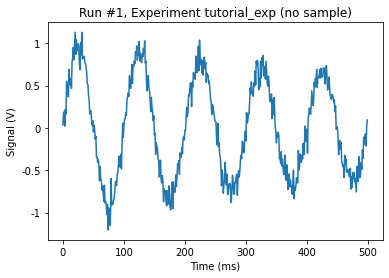 Run #1, Experiment tutorial_exp (no sample)
Signal (V)
1
0.5
0
-0.5
-1
0 100 200 300 400 500
Time (ms)